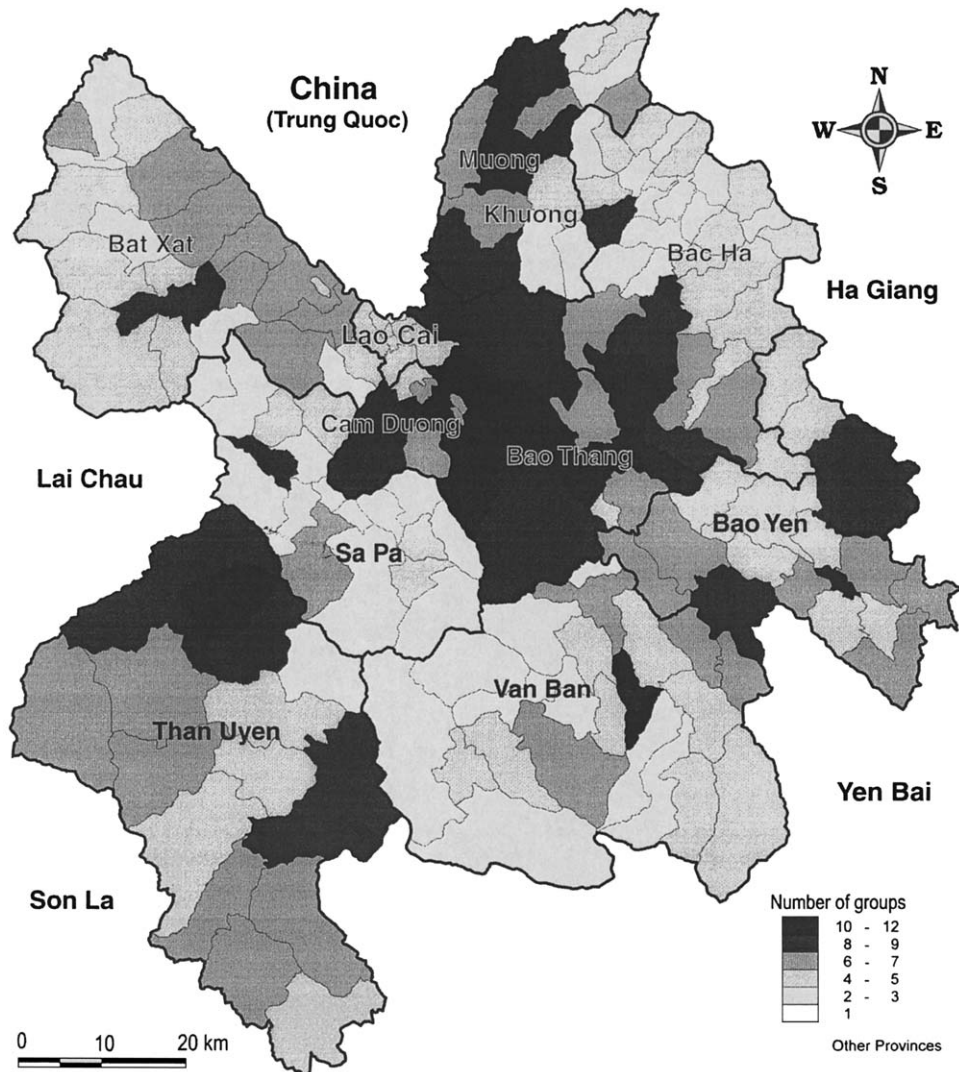 China
(Trung Quoc)
N
W E
S
Muong
Khuong
Bat Xat
Bac Ha
Ha Giang
Lao Cai
Cam Duong
Bao Thang
Lai Chau
Bao Yen
Sa Pa
Van Ban
Than Uyen
Yen Bai
Son La
Number of groups
10 - 12
8 - 9
6 - 7
4 - 5
2 - 3
1
0 10 20 km
Other Provinces